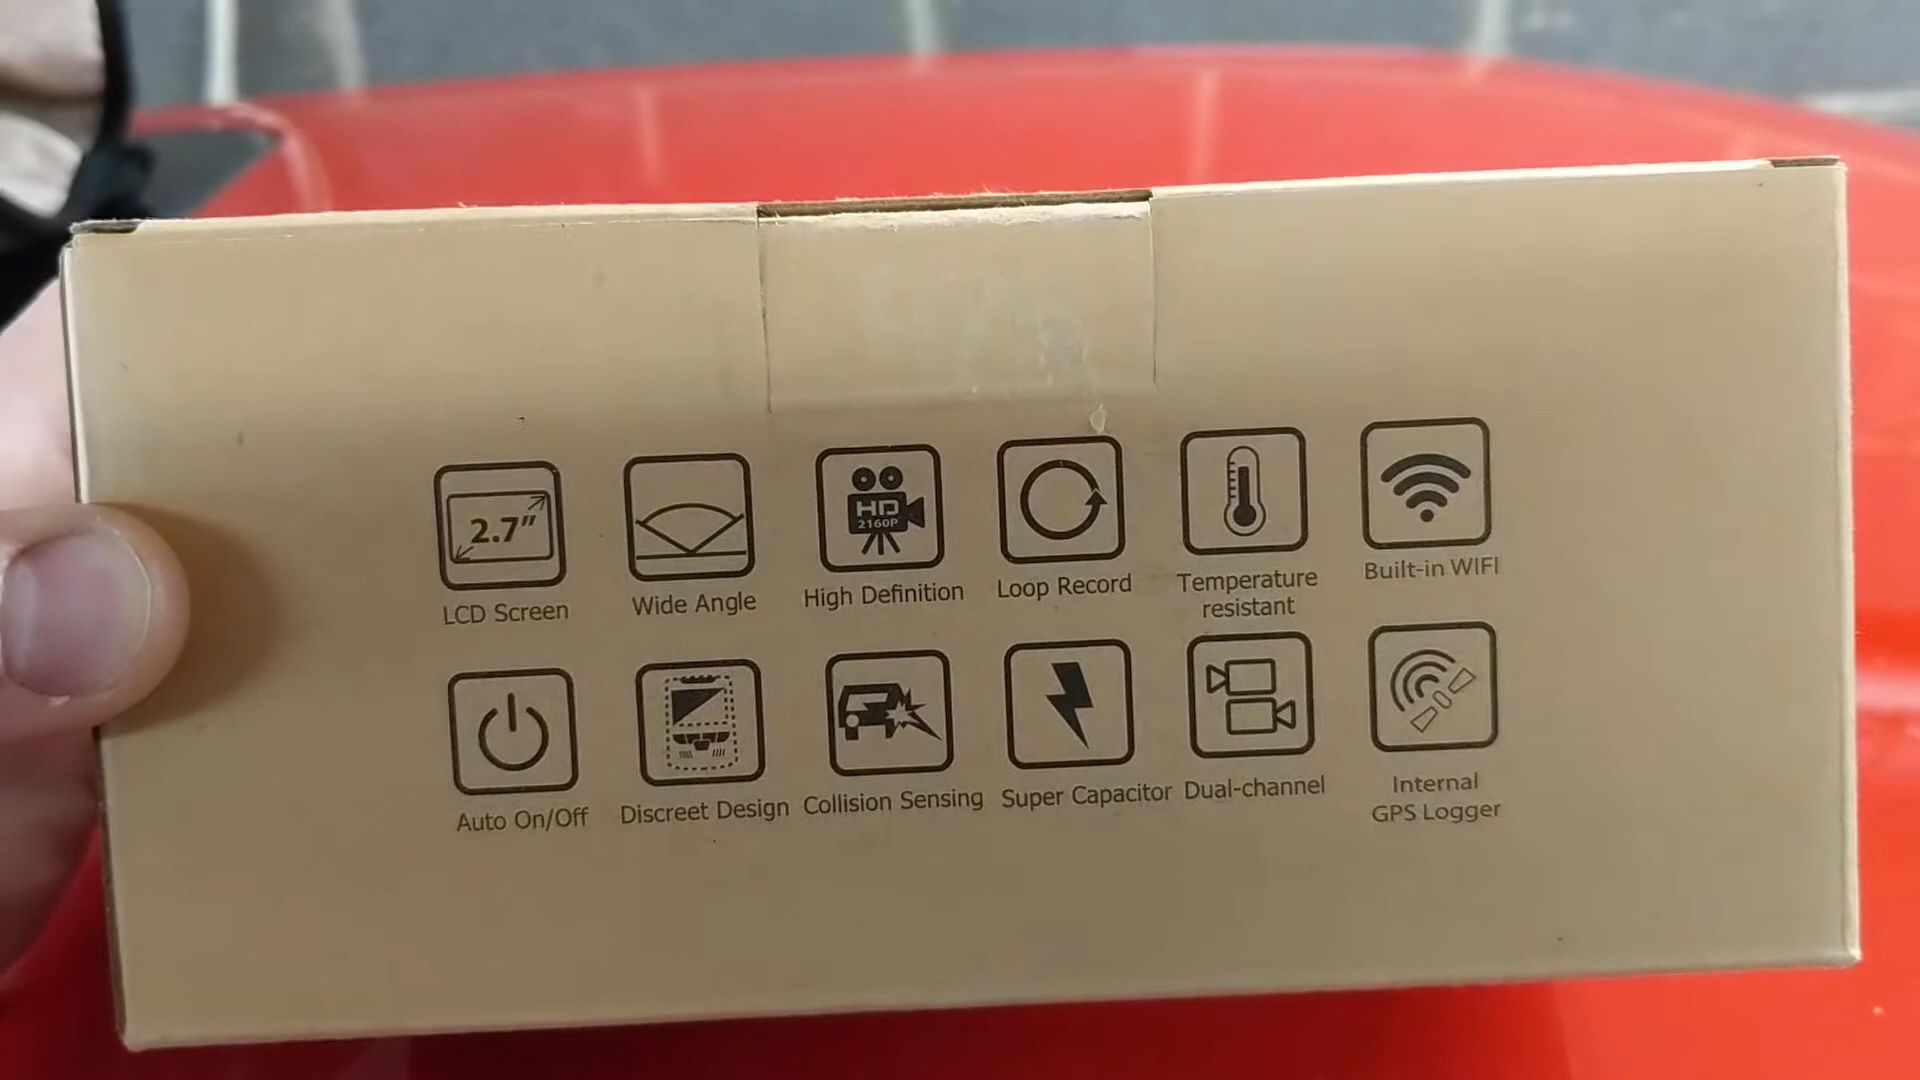 2.7"
HD
2160P
LCD Screen
Wide Angle
High Definition
Loop Record
Temperature
resistant
Built-in WIFI
Auto On/Off
Discreet Design
Collision Sensing
Super Capacitor
Dual-channel
Internal
GPS Logger